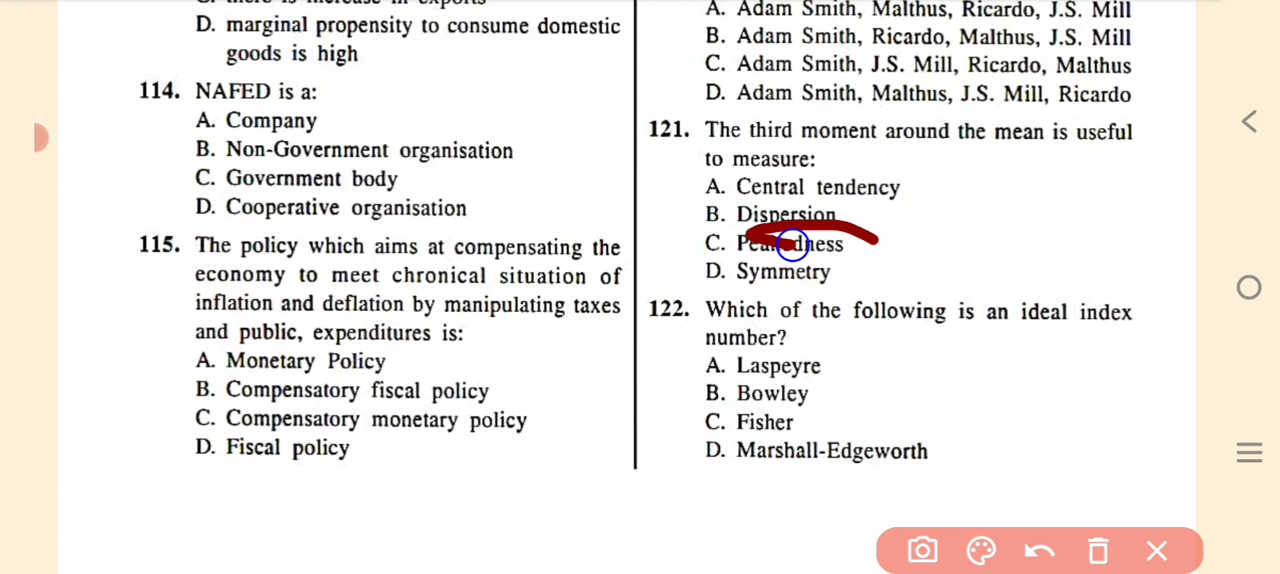 D. marginal propensity to consume domestic
goods is high
114. NAFED is a:
A. Company
B. Non-Government organisation
C. Government body
D. Cooperative organisation
115. The policy which aims at compensating the
economy to meet chronical situation of
inflation and deflation by manipulating taxes
and public, expenditures is:
A. Monetary Policy
B. Compensatory fiscal policy
C. Compensatory monetary policy
D. Fiscal policy
A. Adam Smith, Malthus, Ricardo, J.S. Mill
B. Adam Smith, Ricardo, Malthus, J.S. Mill
C. Adam Smith, J.S. Mill, Ricardo, Malthus
D. Adam Smith, Malthus, J.S. Mill, Ricardo
121. The third moment around the mean is useful
to measure:
A. Central tendency
B. Dispersion
C. Peakedness
D. Symmetry
122. Which of the following is an ideal index
number?
A. Laspeyre
B. Bowley
C. Fisher
D. Marshall-Edgeworth